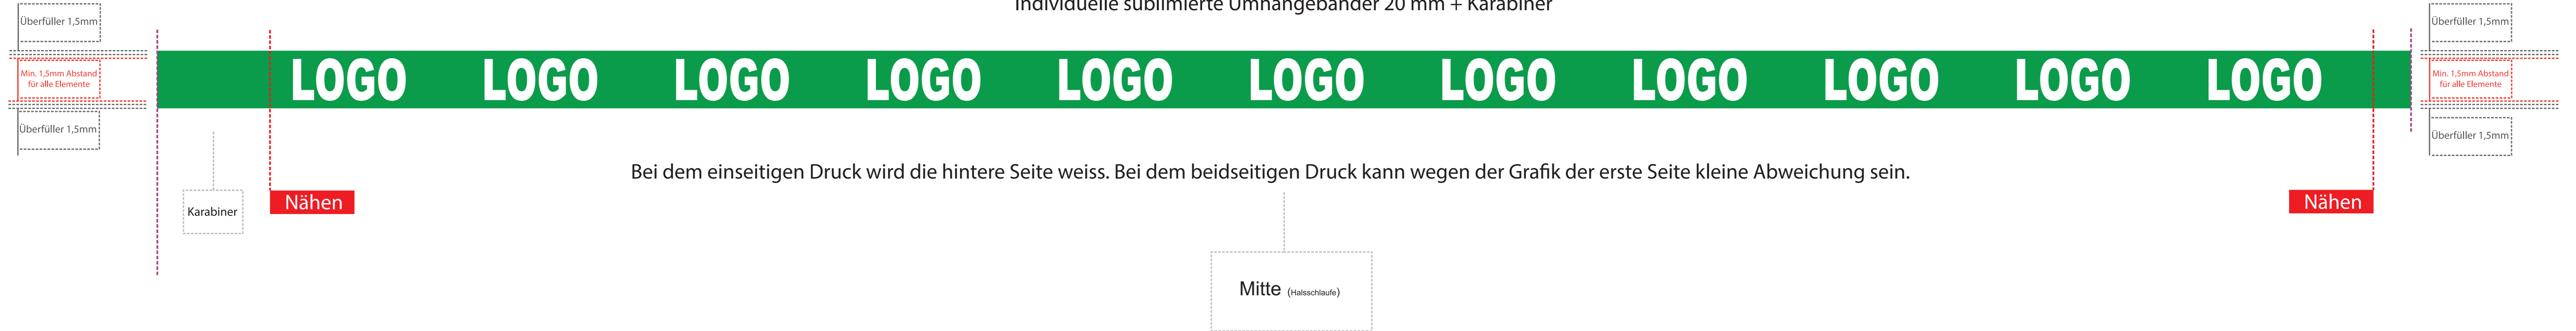 Individuelle sublimierte Umhängebänder 20 mm + Karabiner
Überfüller 1,5mm
Überfüller 1,5mm
Min. 1,5mm Abstand
für alle Elemente
LOGO LOGO LOGO LOGO LOGO LOGO LOGO LOGO LOGO LOGO LOGO
Min. 1,5mm Abstand
für alle Elemente
Überfüller 1,5mm
Überfüller 1,5mm
Bei dem einseitigen Druck wird die hintere Seite weiss. Bei dem beidseitigen Druck kann wegen der Grafik der erste Seite kleine Abweichung sein.
Karabiner
Nähen
Nähen
Mitte (Halsschlaufe)